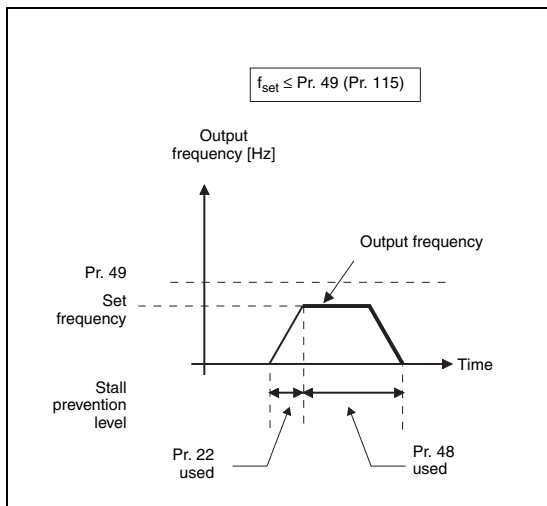 fset ≤ Pr. 49 (Pr. 115)
Output
frequency [Hz]
Output frequency
Pr. 49
Set
frequency
Time
Stall
prevention
level
Pr. 22
used
Pr. 48
used